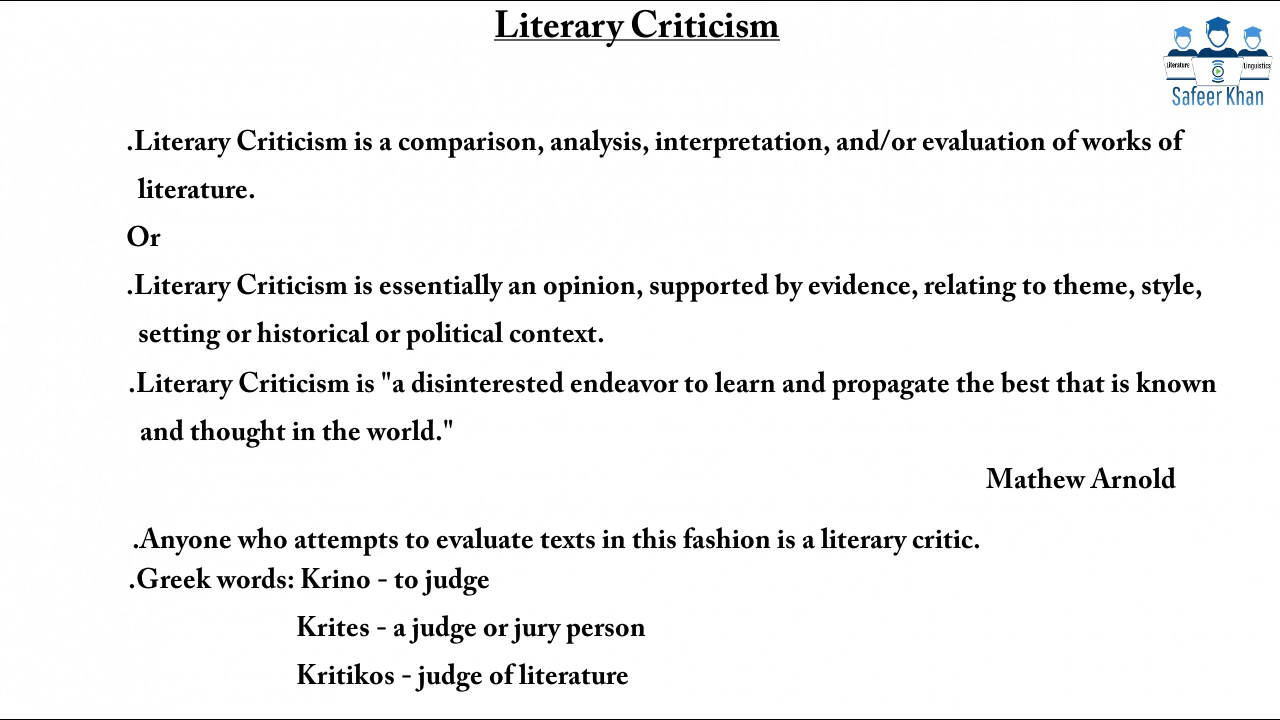 Literary Criticism
Literature
Linguistics
Safeer Khan
.Literary Criticism is a comparison, analysis, interpretation, and/or evaluation of works of
literature.
Or
.Literary Criticism is essentially an opinion, supported by evidence, relating to theme, style,
setting or historical or political context.
.Literary Criticism is "a disinterested endeavor to learn and propagate the best that is known
and thought in the world."
Mathew Arnold
.Anyone who attempts to evaluate texts in this fashion is a literary critic.
.Greek words: Krino - to judge
Krites - a judge or jury person
Kritikos - judge of literature